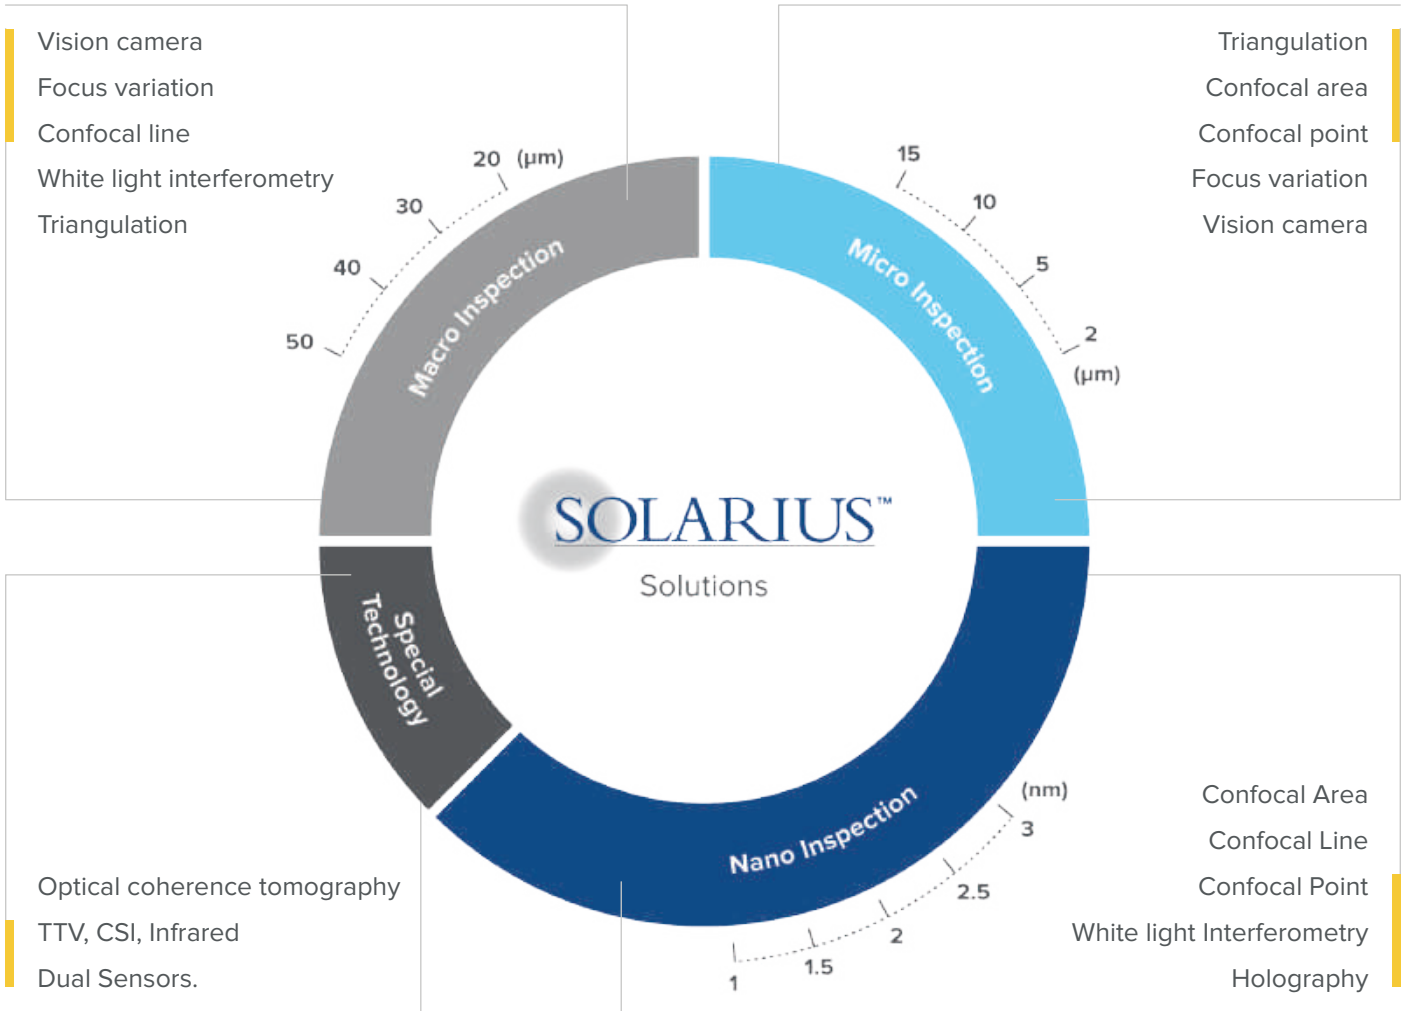 Vision camera
Focus variation
Confocal line
White light interferometry
Triangulation
Triangulation
Confocal area
Confocal point
Focus variation
Vision camera
20 (μm)
30
40
50
Macro Inspection
15
10
5
2
(μm)
Micro Inspection
SOLARIUS™
Solutions
Special
Technology
Nano Inspection
(nm)
3
2.5
2
1.5
1
Optical coherence tomography
TTV, CSI, Infrared
Dual Sensors.
Confocal Area
Confocal Line
Confocal Point
White light Interferometry
Holography